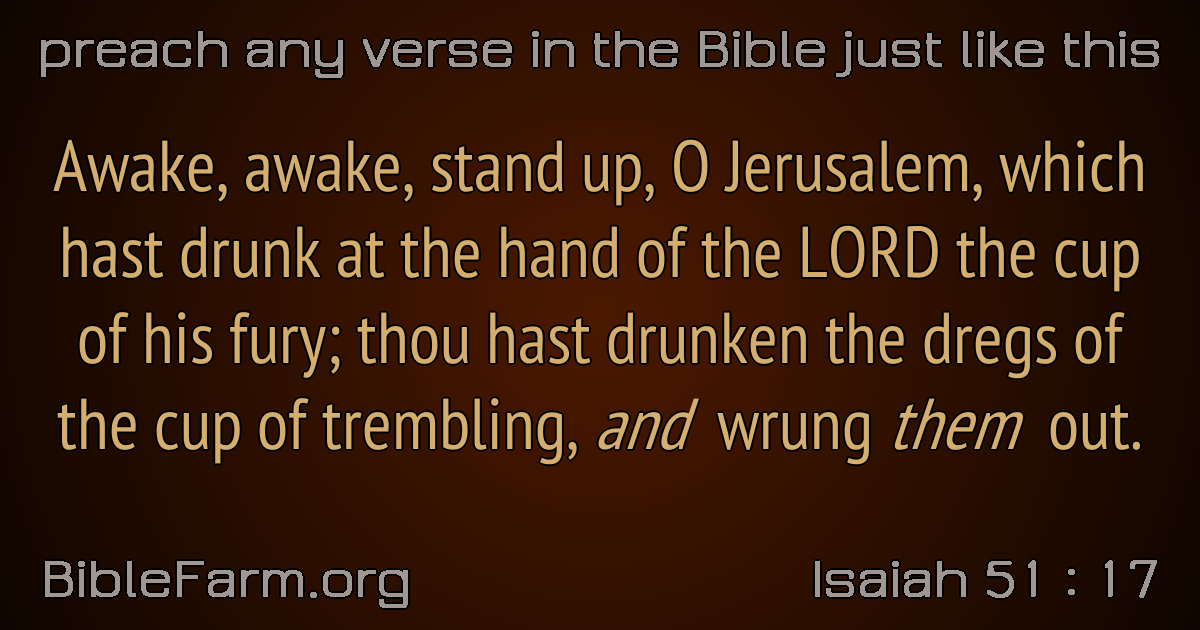 preach any verse in the Bible just like this
Awake, awake, stand up, O Jerusalem, which
hast drunk at the hand of the LORD the cup
of his fury; thou hast drunken the dregs of
the cup of trembling, and wrung them out.
BibleFarm.org
Isaiah 51 : 17